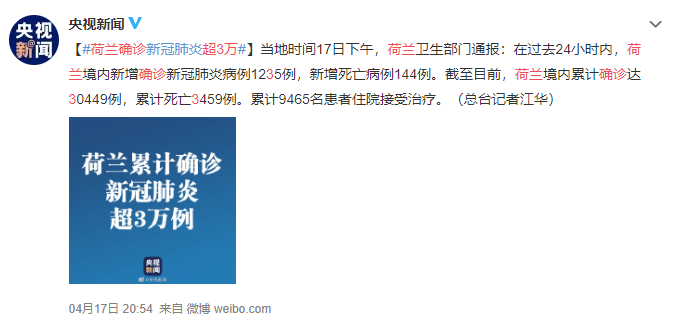 央视新闻
央视新闻
【#荷兰确诊新冠肺炎超3万#】当地时间17日下午，荷兰卫生部门通报：在过去24小时内，荷
兰境内新增确诊新冠肺炎病例1235例，新增死亡病例144例。截至目前，荷兰境内累计确诊达
30449例，累计死亡3459例。累计9465名患者住院接受治疗。（总台记者江华）
荷兰累计确诊
新冠肺炎
超3万例
央视
新闻
@央视新闻
04月17日 20:54 来自 微博 weibo.com